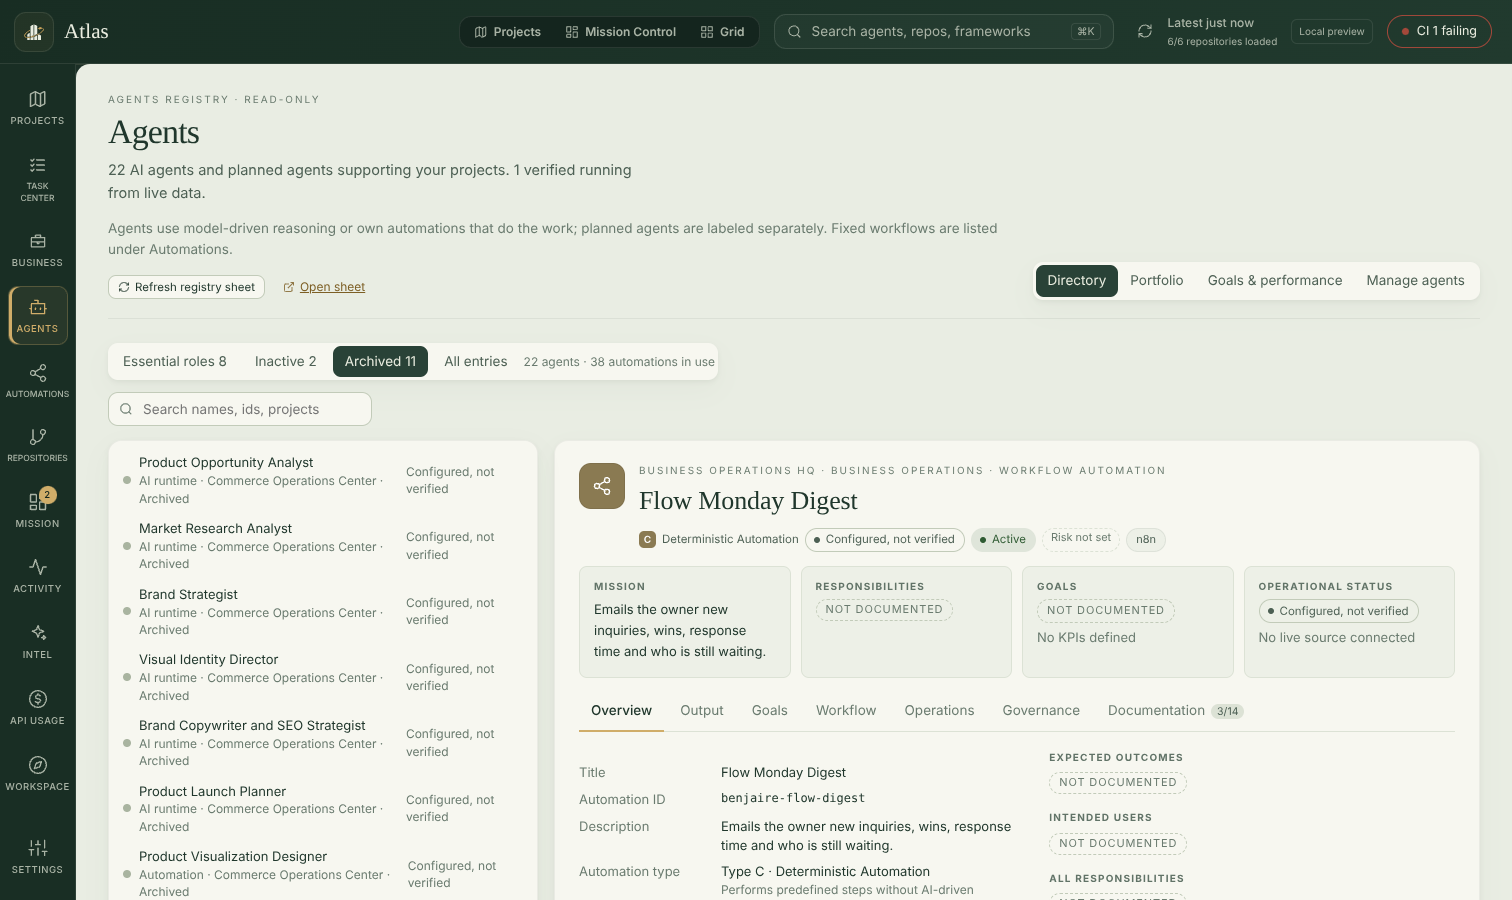 Atlas
Projects
Mission Control
Grid
Search agents, repos, frameworks
⌘K
Latest just now
6/6 repositories loaded
Local preview
CI 1 failing
PROJECTS
TASK
CENTER
BUSINESS
AGENTS
AUTOMATIONS
REPOSITORIES
2
MISSION
ACTIVITY
INTEL
API USAGE
WORKSPACE
SETTINGS
AGENTS REGISTRY · READ-ONLY
Agents
22 AI agents and planned agents supporting your projects. 1 verified running
from live data.
Agents use model-driven reasoning or own automations that do the work; planned agents are labeled separately. Fixed workflows are listed
under Automations.
Refresh registry sheet
Open sheet
Directory
Portfolio
Goals & performance
Manage agents
Essential roles 8
Inactive 2
Archived 11
All entries
22 agents · 38 automations in use
Search names, ids, projects
Product Opportunity Analyst
AI runtime · Commerce Operations Center ·
Archived
Configured, not
verified
Market Research Analyst
AI runtime · Commerce Operations Center ·
Archived
Configured, not
verified
Brand Strategist
AI runtime · Commerce Operations Center ·
Archived
Configured, not
verified
Visual Identity Director
AI runtime · Commerce Operations Center ·
Archived
Configured, not
verified
Brand Copywriter and SEO Strategist
AI runtime · Commerce Operations Center ·
Archived
Configured, not
verified
Product Launch Planner
AI runtime · Commerce Operations Center ·
Archived
Configured, not
verified
Product Visualization Designer
Automation · Commerce Operations Center ·
Archived
Configured, not
verified
BUSINESS OPERATIONS HQ · BUSINESS OPERATIONS · WORKFLOW AUTOMATION
Flow Monday Digest
C
Deterministic Automation
Configured, not verified
Active
Risk not set
n8n
MISSION
Emails the owner new
inquiries, wins, response
time and who is still waiting.
RESPONSIBILITIES
NOT DOCUMENTED
GOALS
NOT DOCUMENTED
No KPIs defined
OPERATIONAL STATUS
Configured, not verified
No live source connected
Overview
Output
Goals
Workflow
Operations
Governance
Documentation
3/14
Title
Flow Monday Digest
Automation ID
benjaire-flow-digest
Description
Emails the owner new inquiries, wins, response
time and who is still waiting.
Automation type
Type C · Deterministic Automation
Performs predefined steps without AI-driven
EXPECTED OUTCOMES
NOT DOCUMENTED
INTENDED USERS
NOT DOCUMENTED
ALL RESPONSIBILITIES